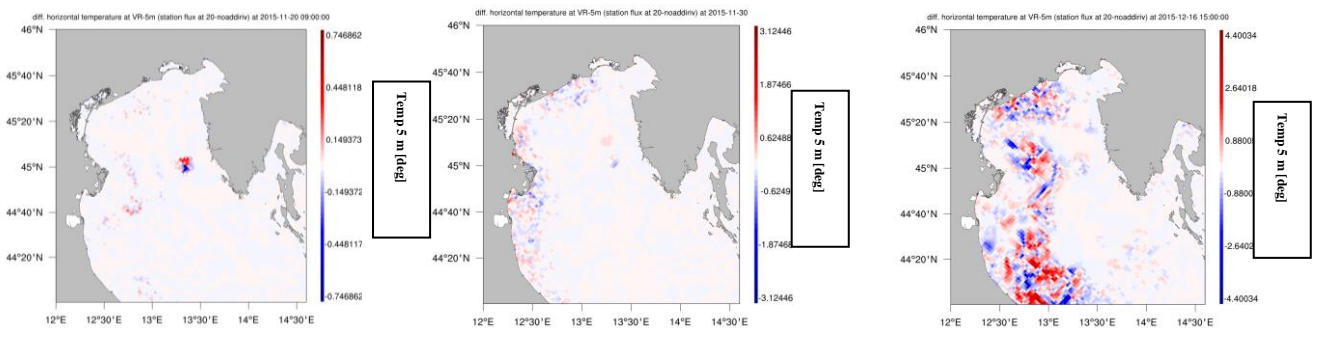 diff. horizontal temperature at VR-5m (station flux at 20-noaddiriv) at 2015-11-20 09:00:00
46°N
45°40'N
45°20'N
45°N
44°40'N
44°20'N
12°E
12°30'E
13°E
13°30'E
14°E
14°30'E
0.746862
0.448118
0.149373
-0.149372
-0.448117
-0.746862
Temp 5 m [deg]
diff. horizontal temperature at VR-5m (station flux at 20-noaddiriv) at 2015-11-30
46°N
45°40'N
45°20'N
45°N
44°40'N
44°20'N
12°E
12°30'E
13°E
13°30'E
14°E
14°30'E
3.12446
1.87466
0.62488
-0.6249
-1.87468
-3.12446
Temp 5 m [deg]
diff. horizontal temperature at VR-5m (station flux at 20-noaddiriv) at 2015-12-16 15:00:00
46°N
45°40'N
45°20'N
45°N
44°40'N
44°20'N
12°E
12°30'E
13°E
13°30'E
14°E
14°30'E
4.40034
2.64018
0.8800
-0.8800
-2.6402
-4.40034
Temp 5 m [deg]